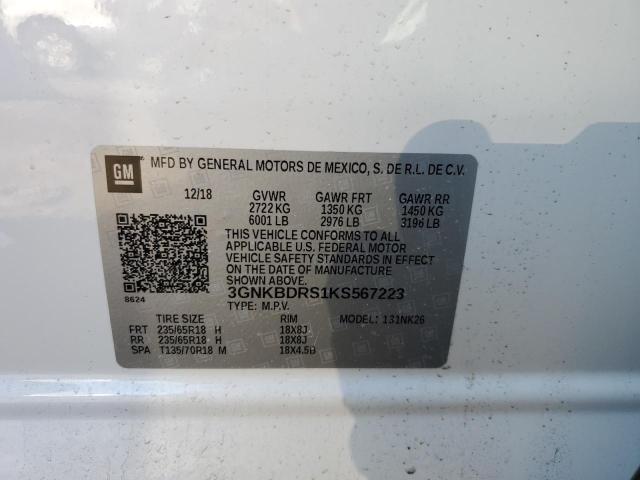 GM
MFD BY GENERAL MOTORS DE MEXICO, S. DE R.L. DE C.V.
12/18 GVWR GAWR FRT GAWR RR
2722 KG 1350 KG 1450 KG
6001 LB 2976 LB 3196 LB
THIS VEHICLE CONFORMS TO ALL
APPLICABLE U.S. FEDERAL MOTOR
VEHICLE SAFETY STANDARDS IN EFFECT
ON THE DATE OF MANUFACTURE
SHOWN ABOVE.
8624
3GNKBDRS1KS567223
TYPE: M.P.V.
TIRE SIZE RIM MODEL: 131NK26
FRT 235/65R18 H 18X8J
RR 235/65R18 H 18X8J
SPA T135/70R18 M 18X4.5B